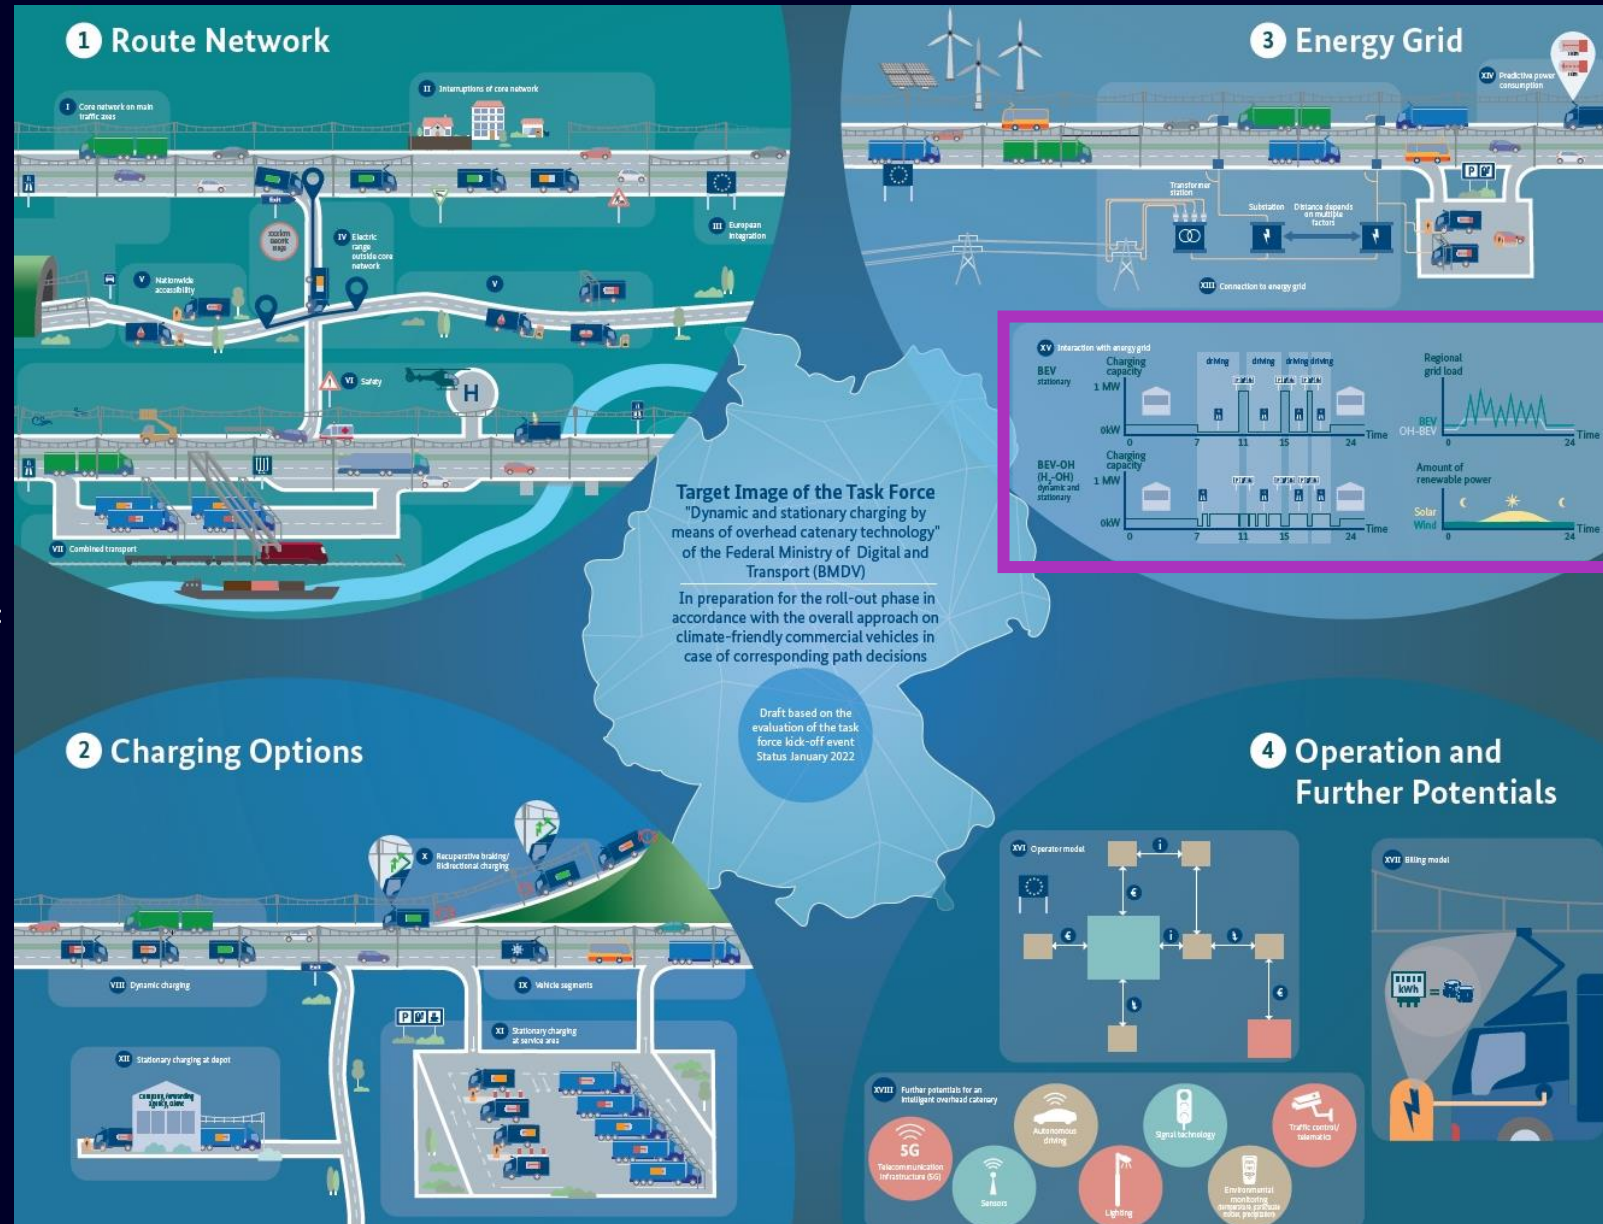 1 Route Network
I Core network on main
traffic axes
II Interruptions of core network
Exit
III European
integration
IV Electric
range
outside core
network
V Nationwide
accessibility
V
VI Safety
H
VII Combined transport
3 Energy Grid
XIV Predictive power
consumption
P
Transformer
station
Substation
Distance depends
on multiple
factors
XIII Connection to energy grid
XV Interaction with energy grid
BEV
stationary
Charging
capacity
1 MW
0kW
driving driving driving driving
0 7 11 15 24 Time
Regional
grid load
BEV
OH-BEV
0 24 Time
BEV-OH
(H2-OH)
dynamic and
stationary
Charging
capacity
1 MW
0kW
0 7 11 15 24 Time
Amount of
renewable power
Solar
Wind
0 24 Time
Target Image of the Task Force
"Dynamic and stationary charging by
means of overhead catenary technology"
of the Federal Ministry of Digital and
Transport (BMDV)
In preparation for the roll-out phase in
accordance with the overall approach on
climate-friendly commercial vehicles in
case of corresponding path decisions
Draft based on the
evaluation of the task
force kick-off event
Status January 2022
2 Charging Options
X Recuperative braking/
Bidirectional charging
VIII Dynamic charging
Exit
IX Vehicle segments
P
XI Stationary charging
at service area
XII Stationary charging at depot
Company, forwarding
agency, client
4 Operation and
Further Potentials
XVI Operator model
i
€
€
i
€
XVII Billing model
kWh =
XVIII Further potentials for an
intelligent overhead catenary
5G
Telecommunication
infrastructure (5G)
Sensors
Autonomous
driving
Lighting
Signal technology
Environmental
monitoring
temperature, particulate
matter, precipitation
Traffic control/
telematics